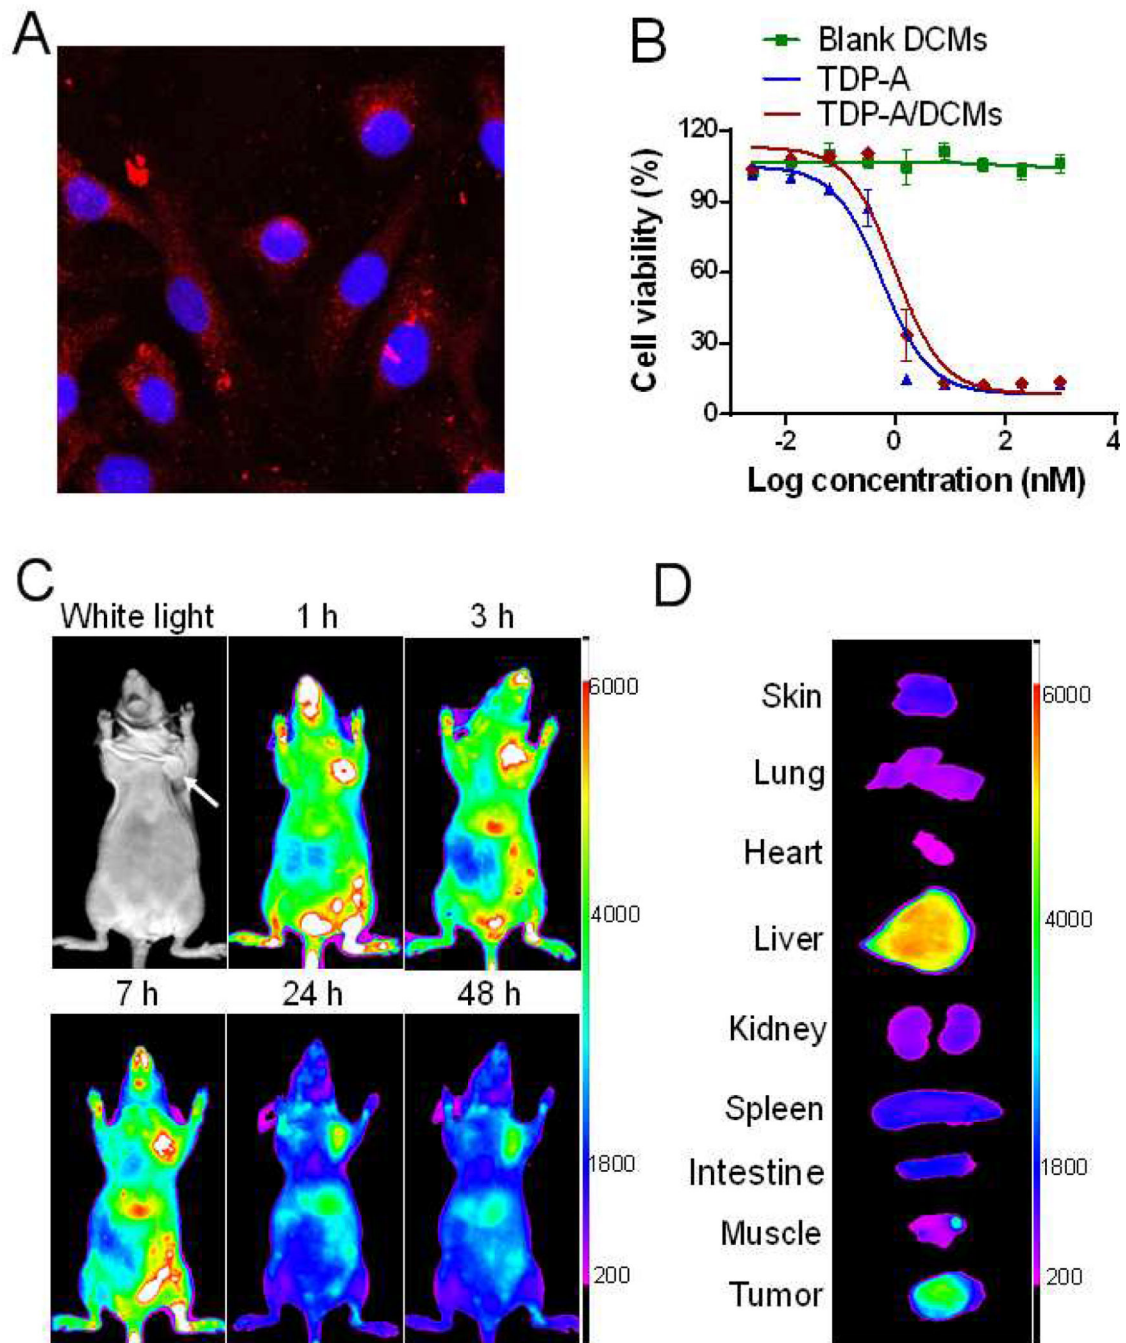 A
B
Blank DCMs
TDP-A
TDP-A/DCMs
Cell viability (%)
120
90
60
30
0
-2 0 2 4
Log concentration (nM)
C
White light 1 h 3 h
7 h 24 h 48 h
6000
4000
1800
200
D
Skin
Lung
Heart
Liver
Kidney
Spleen
Intestine
Muscle
Tumor
6000
4000
1800
200